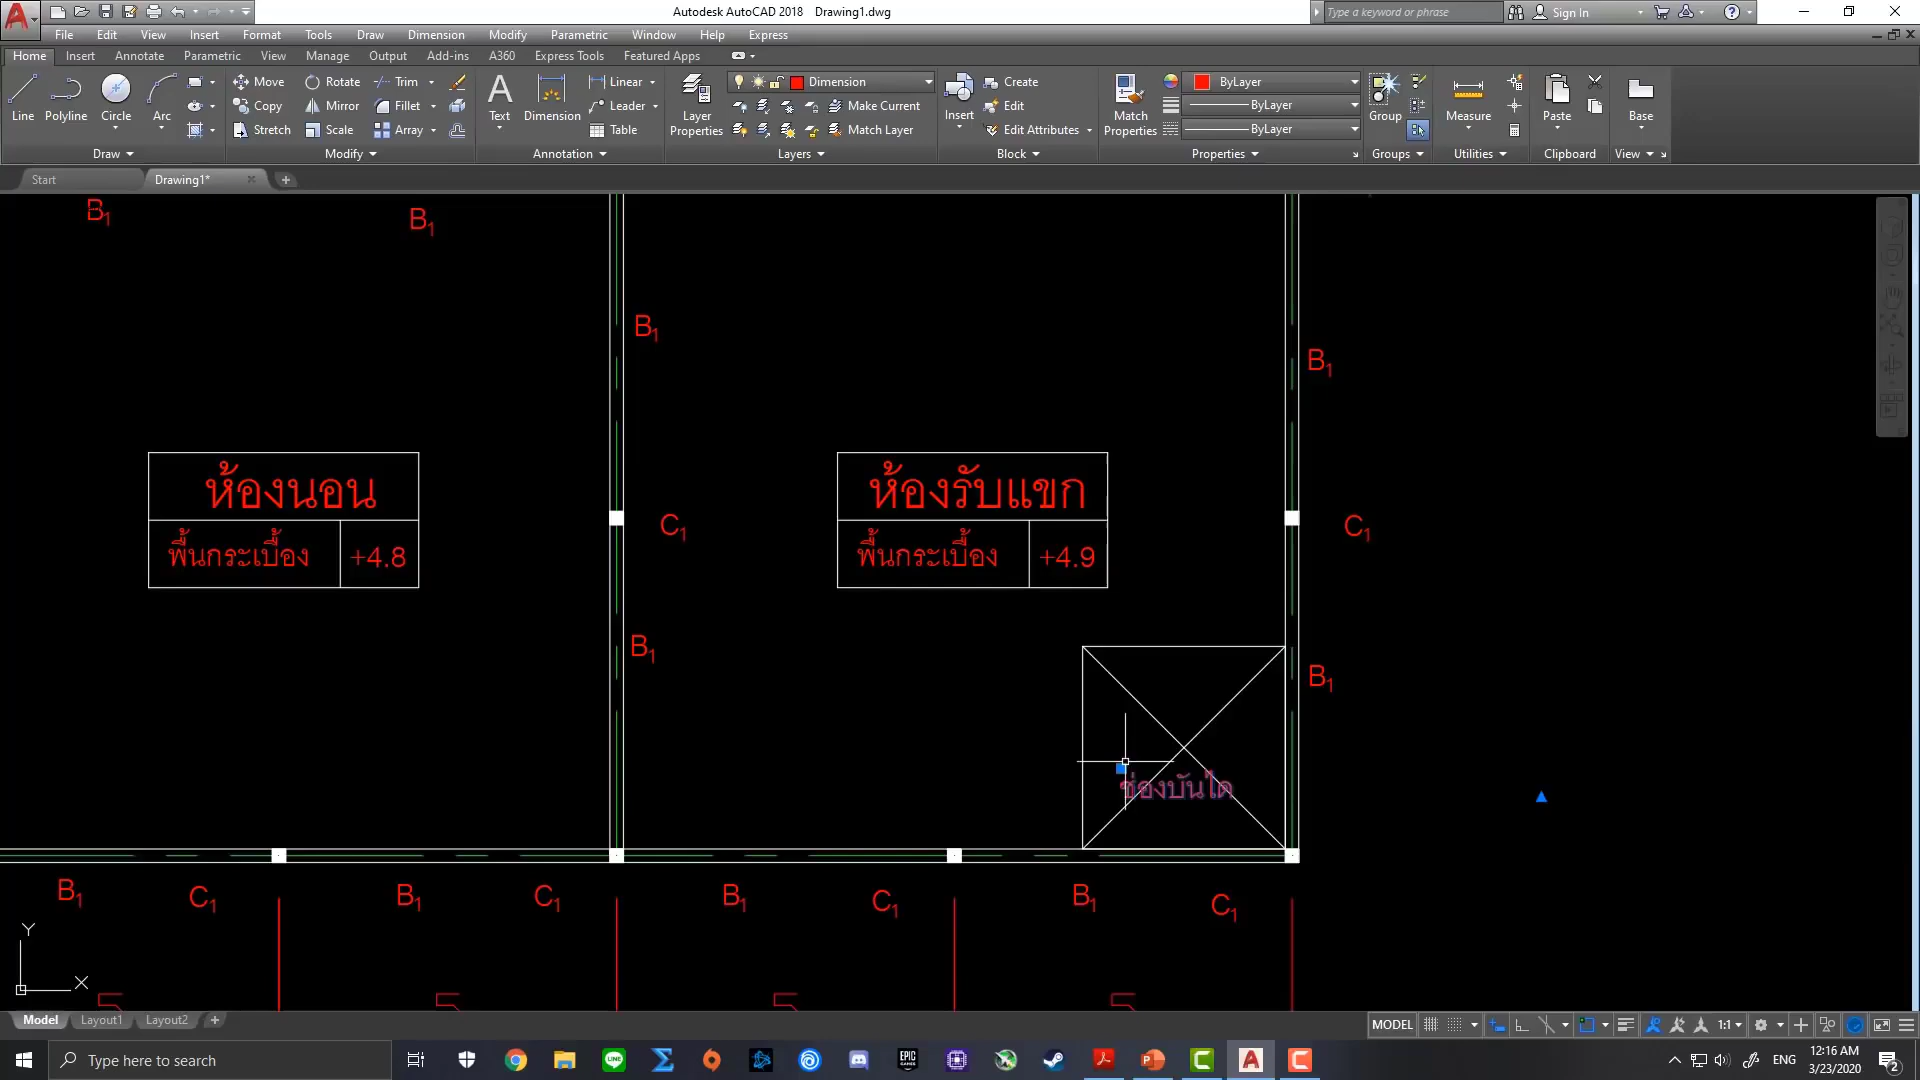 Autodesk AutoCAD 2018 Drawing1.dwg
Type a keyword or phrase
Sign In
File Edit View Insert Format Tools Draw Dimension Modify Parametric Window Help Express
Home Insert Annotate Parametric View Manage Output Add-ins A360 Express Tools Featured Apps
Line Polyline Circle Arc
Move Rotate Trim
Copy Mirror Fillet
Stretch Scale Array
Text Dimension
Linear
Leader
Table
Layer Properties
Dimension
Make Current
Match Layer
Insert
Create
Edit
Edit Attributes
Match Properties
ByLayer
ByLayer
ByLayer
Group
Measure
Paste
Base
Draw Modify Annotation Layers Block Properties Groups Utilities Clipboard View
Start Drawing1*
B1 B1
B1 B1
ห้องนอน ห้องรับแขก
C1 C1
พื้นกระเบื้อง +4.8 พื้นกระเบื้อง +4.9
B1 B1
ช่องบันได
B1 C1 B1 C1 B1 C1 B1 C1
Y
X
5 5 5 5
Model Layout1 Layout2
MODEL 1:1
Type here to search
EPIC GAMES
ENG
12:16 AM
3/23/2020
2